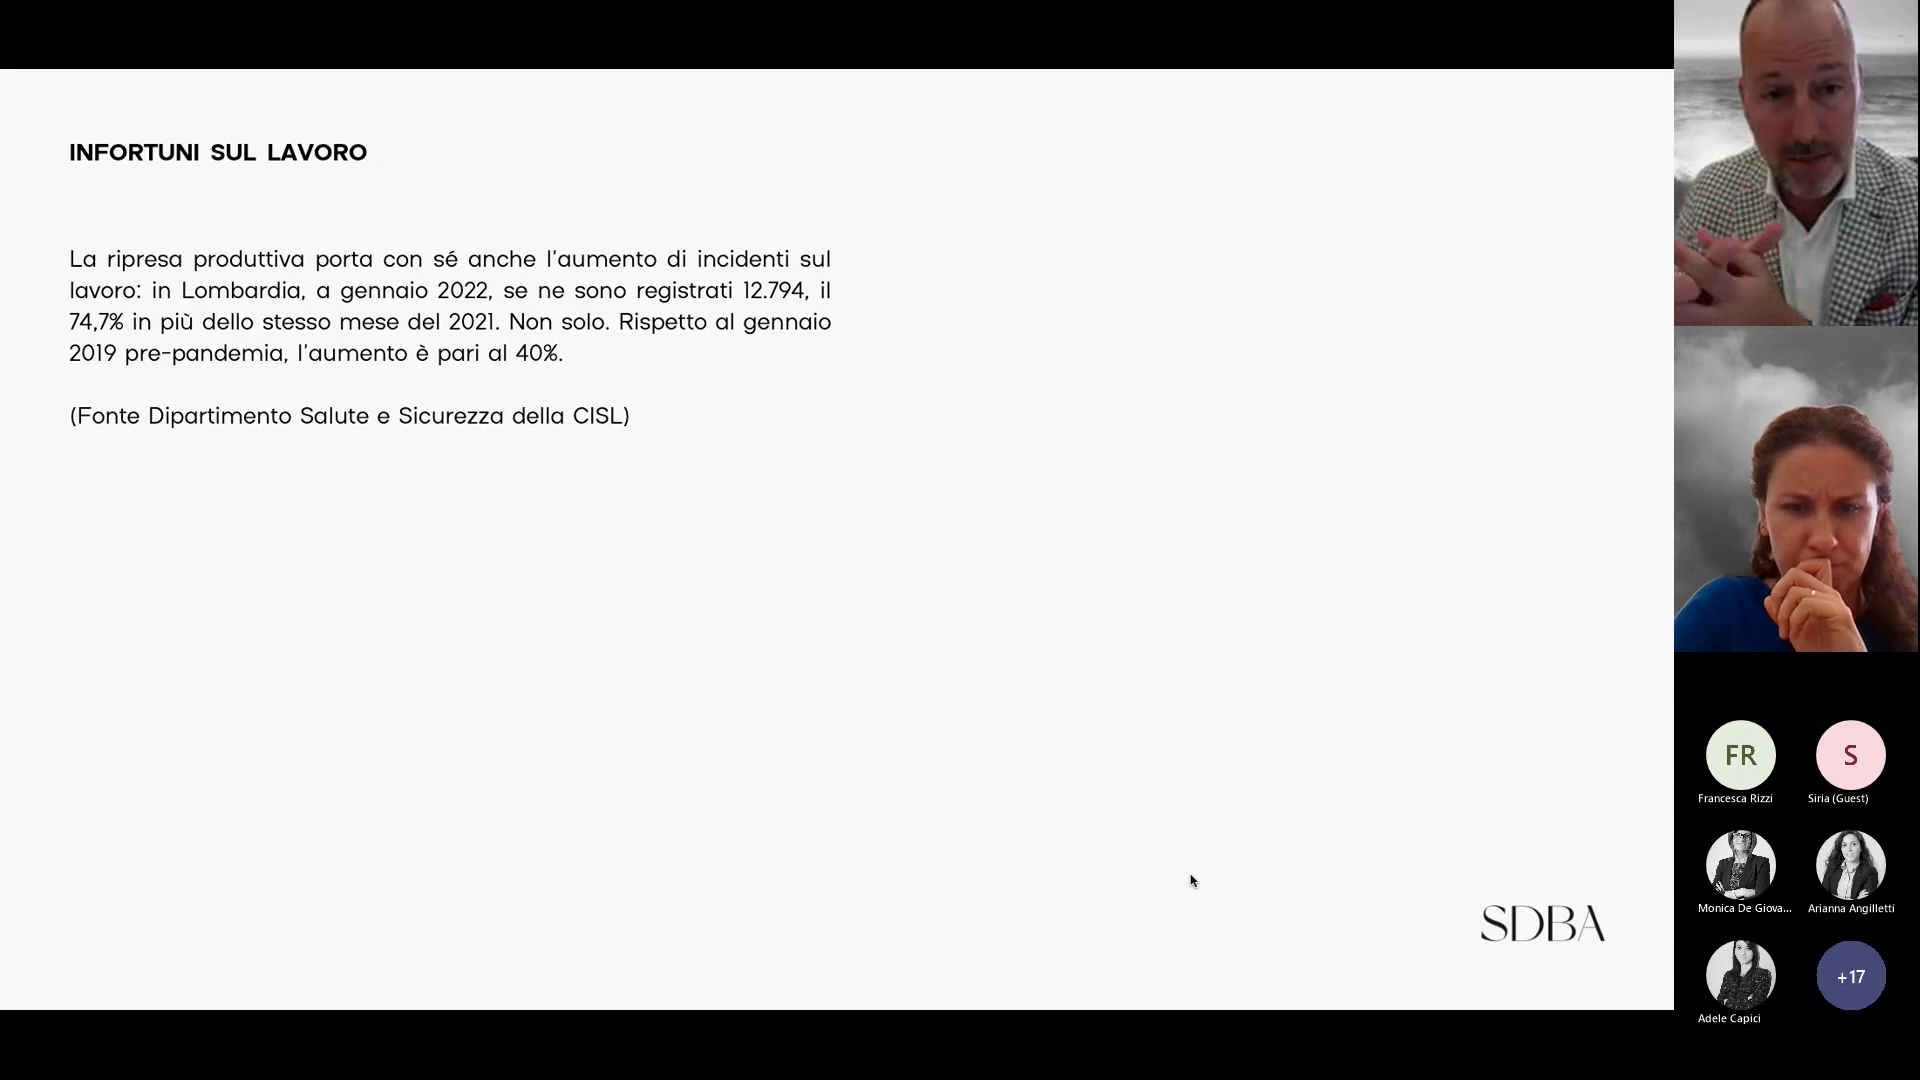 INFORTUNI SUL LAVORO
La ripresa produttiva porta con sé anche l'aumento di incidenti sul
lavoro: in Lombardia, a gennaio 2022, se ne sono registrati 12.794, il
74,7% in più dello stesso mese del 2021. Non solo. Rispetto al gennaio
2019 pre-pandemia, l'aumento è pari al 40%.
(Fonte Dipartimento Salute e Sicurezza della CISL)
SDBA
FR
Francesca Rizzi
S
Siria (Guest)
Monica De Giova...
Arianna Angilletti
Adele Capici
+17